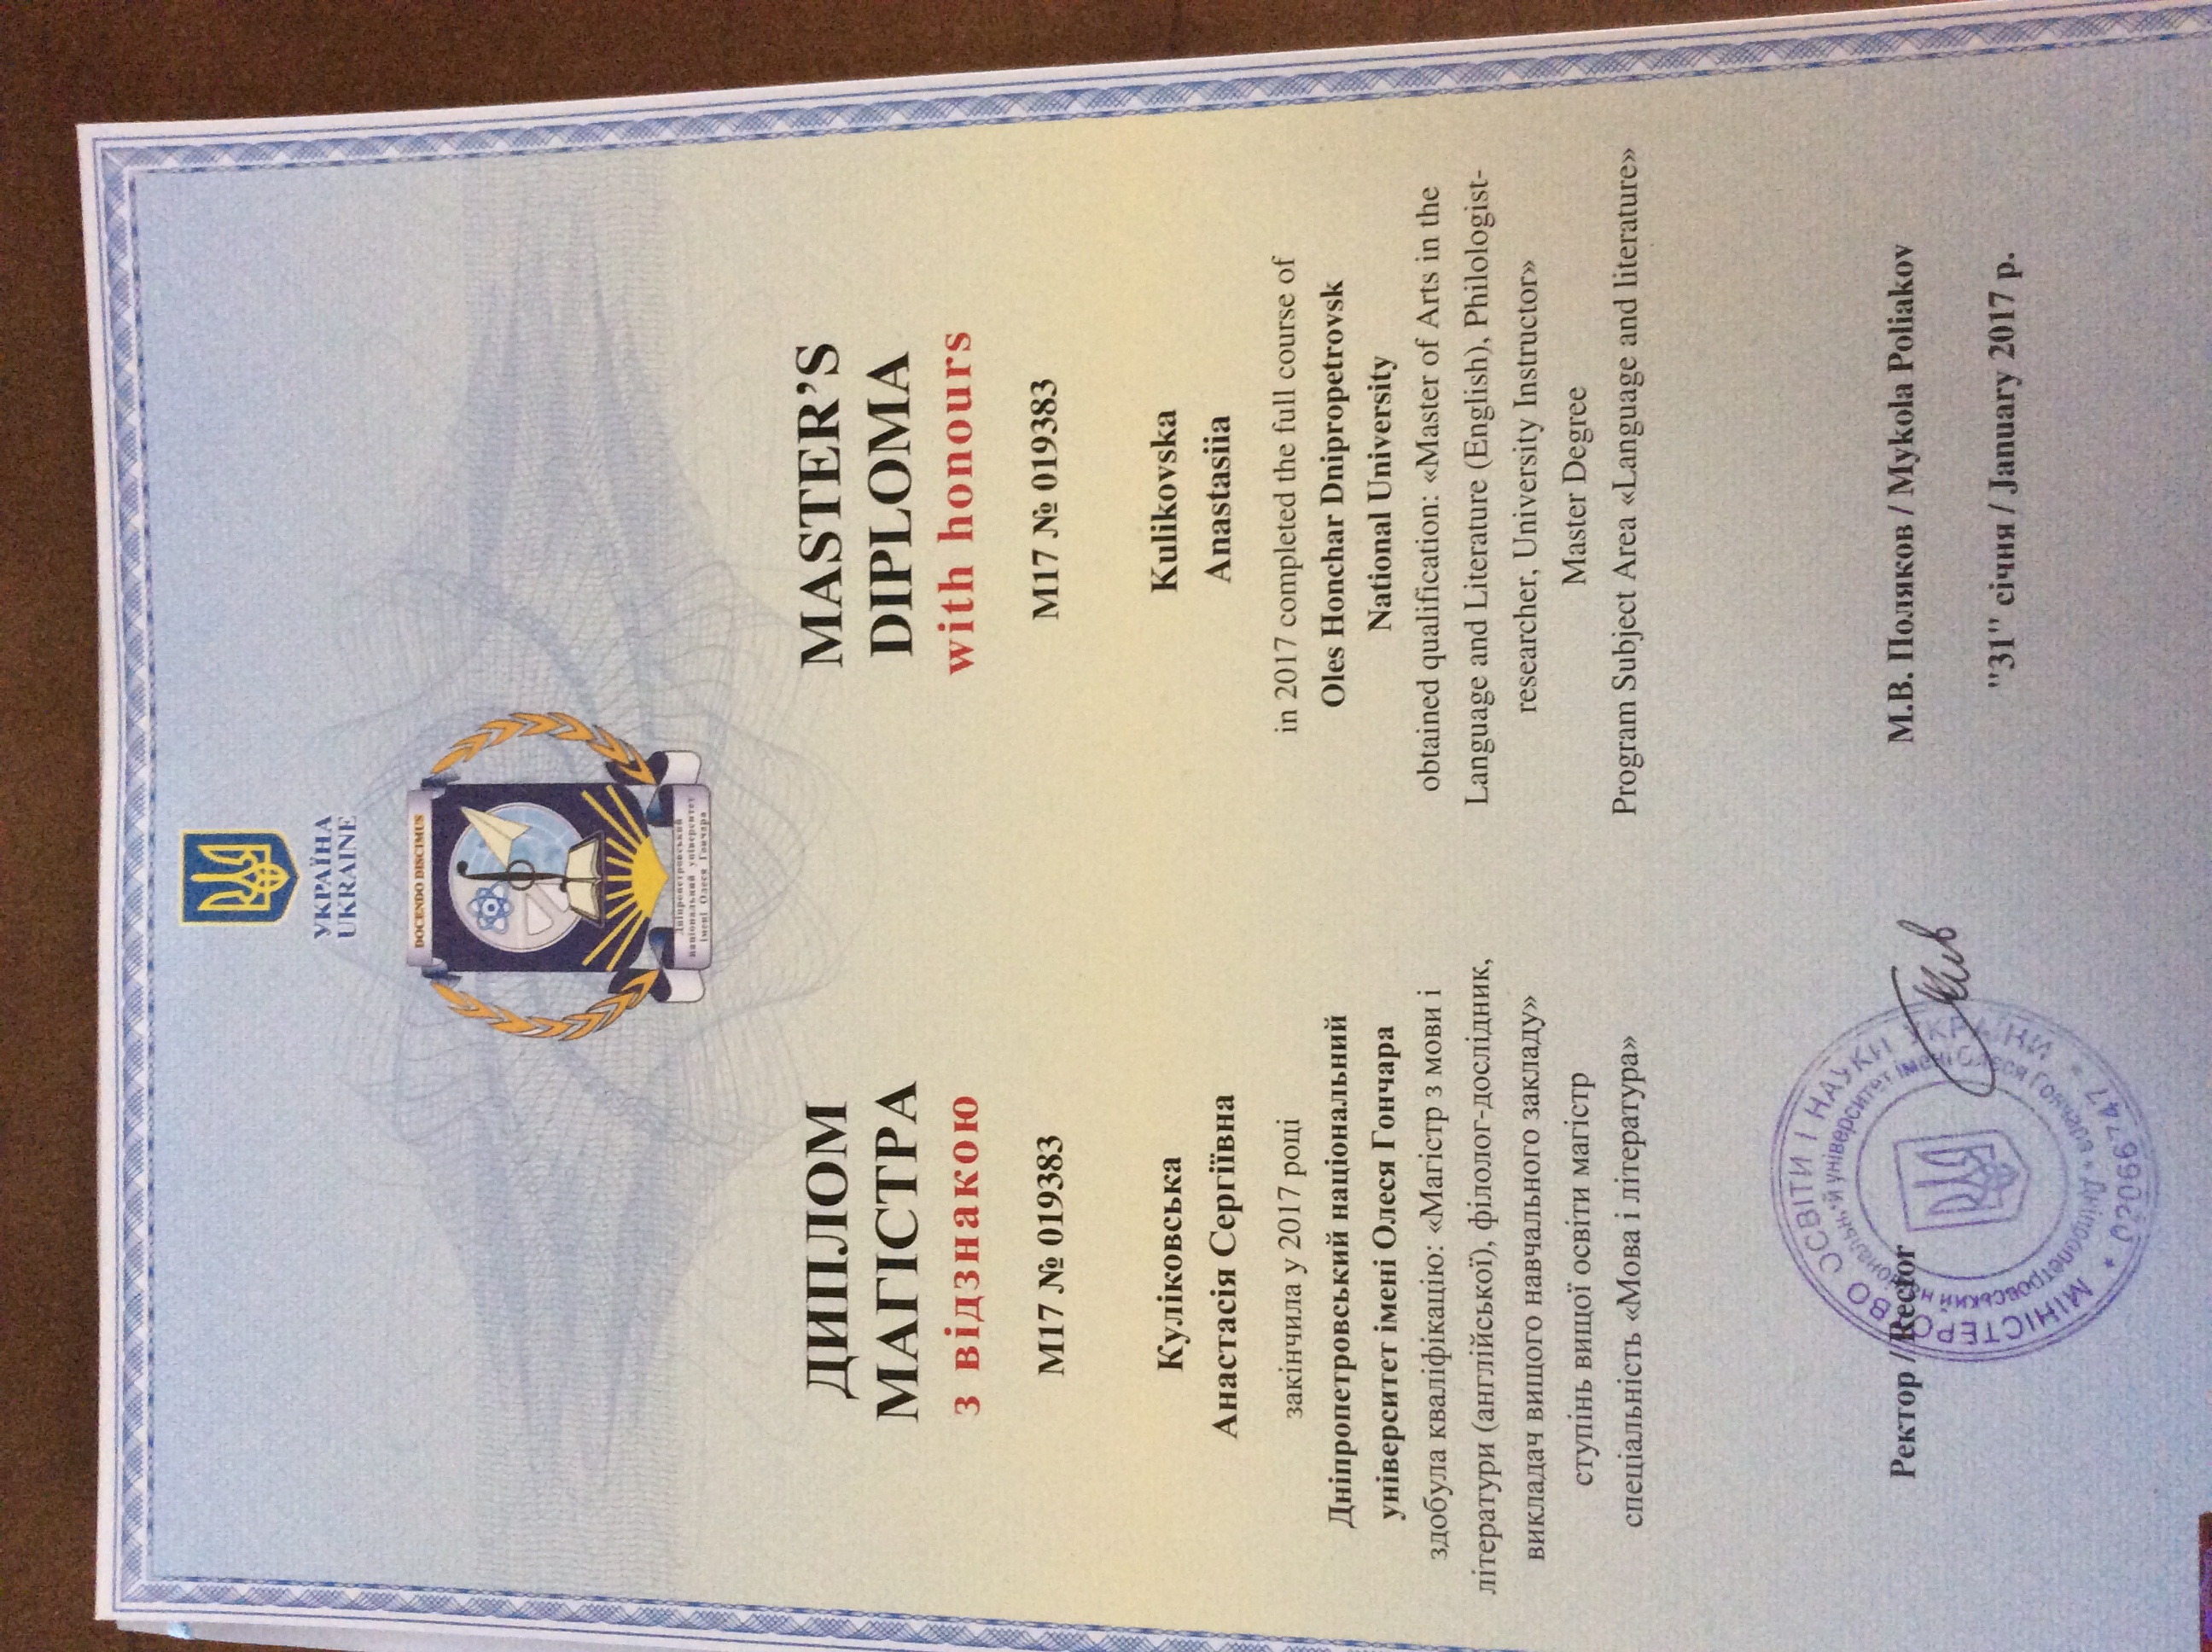 УКРАЇНА
UKRAINE
DOCENDO DISCIMUS
Дніпропетровський
національний університет
імені Олеся Гончара
ДИПЛОМ
МАГІСТРА
з відзнакою
М17 № 019383
Куліковська
Анастасія Сергіївна
закінчила у 2017 році
Дніпропетровський національний
університет імені Олеся Гончара
здобула кваліфікацію: «Магістр з мови і
літератури (англійської), філолог-дослідник,
викладач вищого навчального закладу»
ступінь вищої освіти магістр
спеціальність «Мова і література»
MASTER'S
DIPLOMA
with honours
M17 № 019383
Kulikovska
Anastasiia
in 2017 completed the full course of
Oles Honchar Dnipropetrovsk
National University
obtained qualification: «Master of Arts in the
Language and Literature (English), Philologist-
researcher, University Instructor»
Master Degree
Program Subject Area «Language and literature»
Ректор / Rector
М.В. Поляков / Mykola Poliakov
"31" січня / January 2017 р.
МІНІСТЕРСТВО ОСВІТИ І НАУКИ УКРАЇНИ * 02066747 *
Дніпропетровський національний університет імені Олеся Гончара *